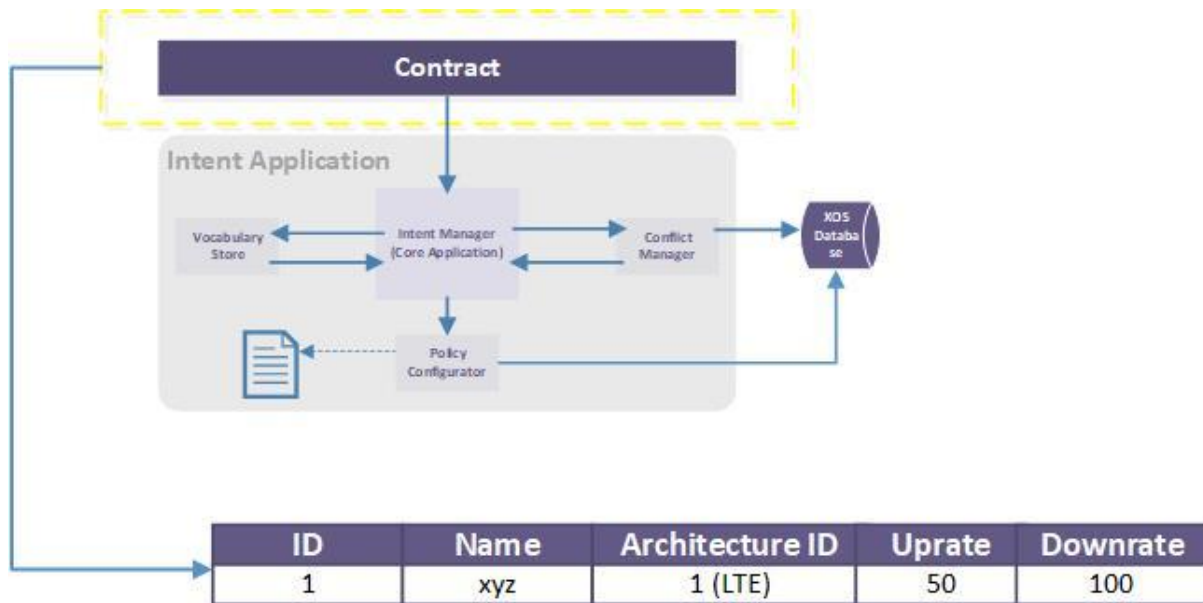 Contract
Intent Application
Vocabulary
Store
Intent Manager
(Core Application)
Conflict
Manager
XOS
Databa
se
Policy
Configurator
ID Name Architecture ID Uprate Downrate
1 xyz 1 (LTE) 50 100